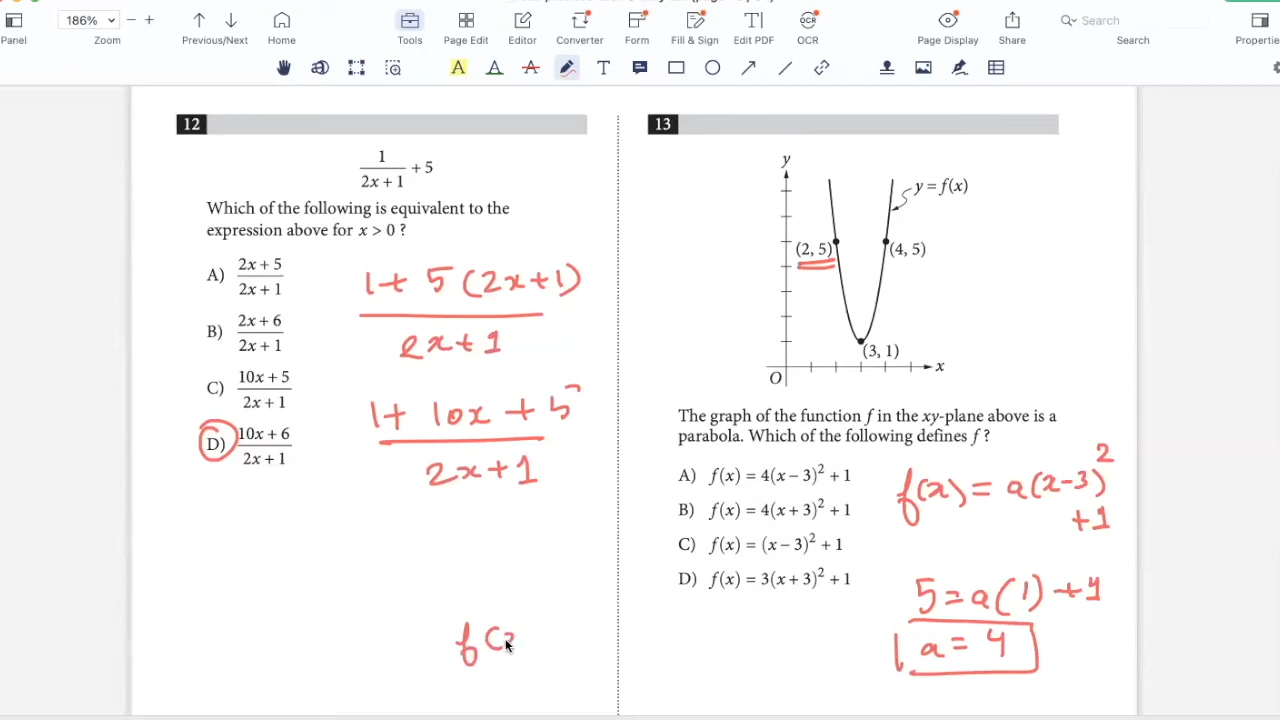 186%
Panel
Zoom
Previous/Next
Home
Tools
Page Edit
Editor
Converter
Form
Fill & Sign
Edit PDF
OCR
OCR
Page Display
Share
Search
Search
A
A
A
T
12
1/(2x + 1) + 5
Which of the following is equivalent to the
expression above for x > 0 ?
A) (2x + 5)/(2x + 1)
B) (2x + 6)/(2x + 1)
C) (10x + 5)/(2x + 1)
D) (10x + 6)/(2x + 1)
1 + 5 (2x + 1)
2x + 1
1 + 10x + 5
2x + 1
f(
13
y
y = f(x)
(2, 5)
(4, 5)
(3, 1)
x
O
The graph of the function f in the xy-plane above is a
parabola. Which of the following defines f ?
A) f(x) = 4(x − 3)² + 1
B) f(x) = 4(x + 3)² + 1
C) f(x) = (x − 3)² + 1
D) f(x) = 3(x + 3)² + 1
f(x) = a(x-3)²
+1
5 = a(1) + 1
a = 4